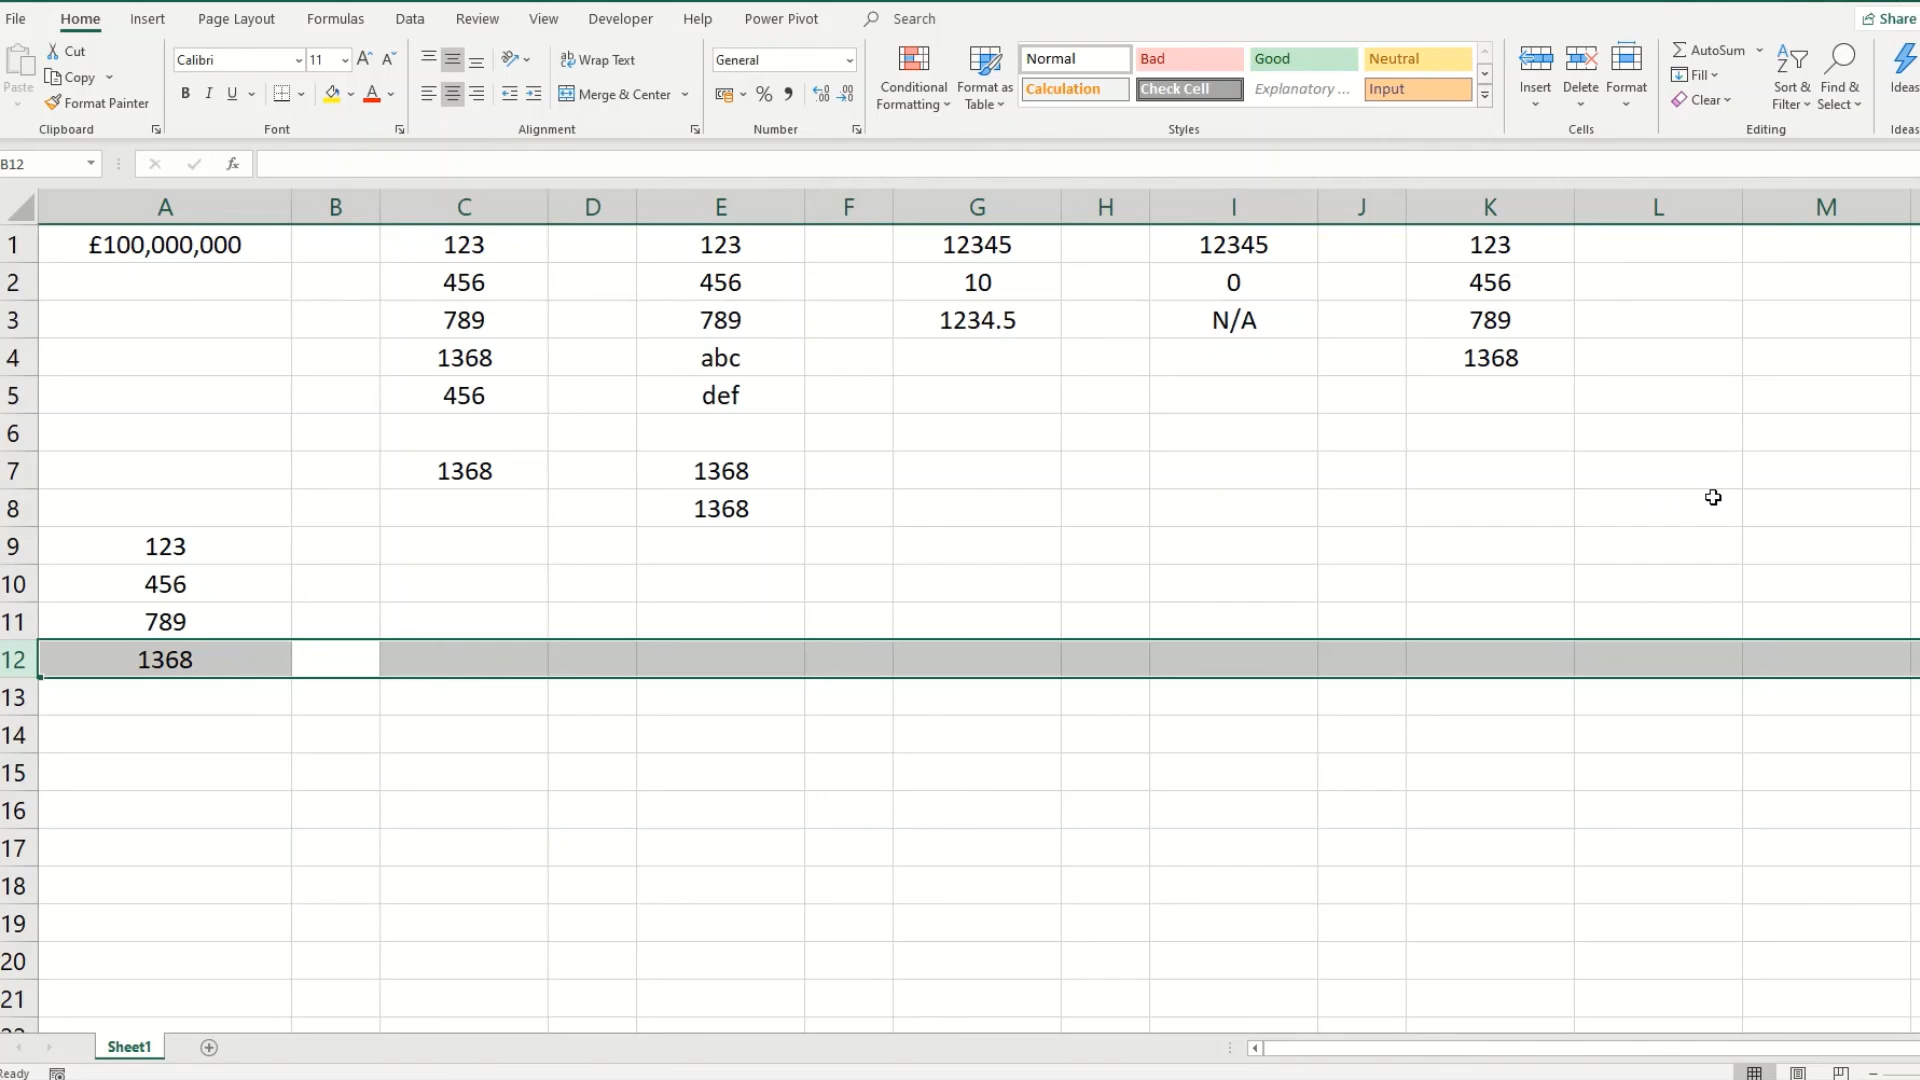 File Home Insert Page Layout Formulas Data Review View Developer Help Power Pivot Search Share
Paste
Cut
Copy
Format Painter
Clipboard
Calibri 11 A A
B I U A
Font
ab Wrap Text
Merge & Center
Alignment
General
% 9
Number
Conditional Formatting
Format as Table
Normal Bad Good Neutral
Calculation Check Cell Explanatory ... Input
Styles
Insert Delete Format
Cells
AutoSum
Fill
Clear
Sort & Filter
Find & Select
Editing
Ideas
Ideas
B12 fx
A B C D E F G H I J K L M
1 £100,000,000 123 123 12345 12345 123
2 456 456 10 0 456
3 789 789 1234.5 N/A 789
4 1368 abc 1368
5 456 def
6
7 1368 1368
8 1368
9 123
10 456
11 789
12 1368
13
14
15
16
17
18
19
20
21
Sheet1
Ready